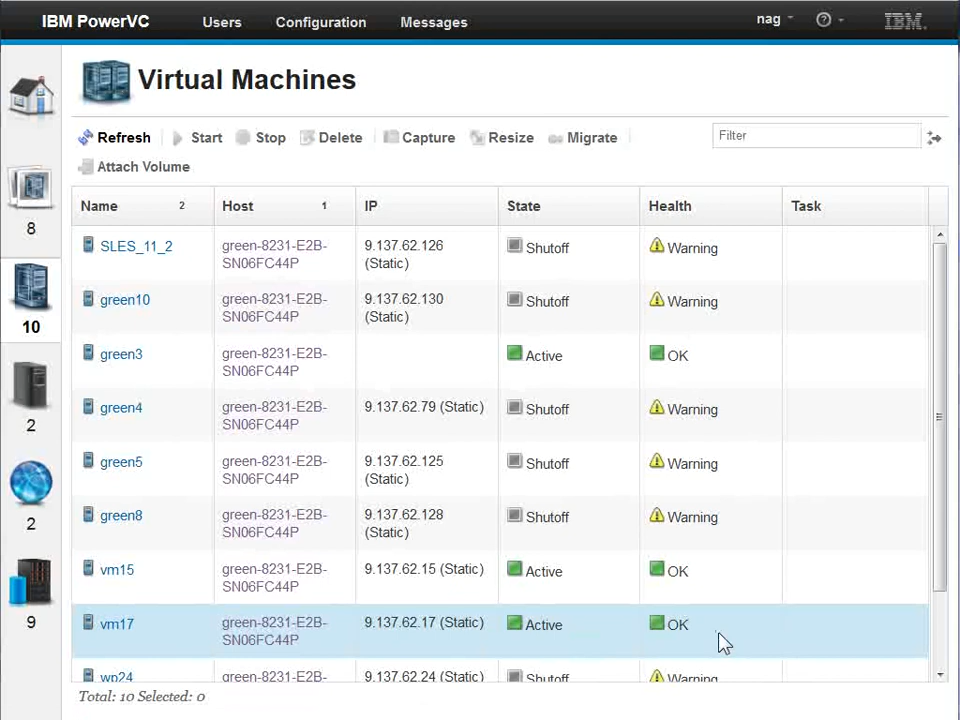 IBM PowerVC Users Configuration Messages nag ? IBM.
Virtual Machines
Refresh Start Stop Delete Capture Resize Migrate Filter
Attach Volume
Name 2 Host 1 IP State Health Task
SLES_11_2 green-8231-E2B- 9.137.62.126 Shutoff Warning
SN06FC44P (Static)
green10 green-8231-E2B- 9.137.62.130 Shutoff Warning
SN06FC44P (Static)
green3 green-8231-E2B- Active OK
SN06FC44P
green4 green-8231-E2B- 9.137.62.79 (Static) Shutoff Warning
SN06FC44P
green5 green-8231-E2B- 9.137.62.125 Shutoff Warning
SN06FC44P (Static)
green8 green-8231-E2B- 9.137.62.128 Shutoff Warning
SN06FC44P (Static)
vm15 green-8231-E2B- 9.137.62.15 (Static) Active OK
SN06FC44P
vm17 green-8231-E2B- 9.137.62.17 (Static) Active OK
SN06FC44P
wp24 green-8231-E2B- 9.137.62.24 (Static) Shutoff Warning
Total: 10 Selected: 0
8
10
2
2
9